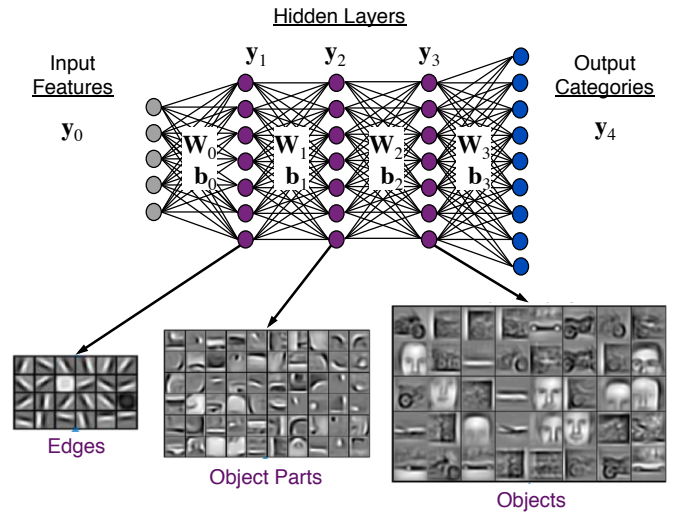 Hidden Layers
Input
Features
y₀
y₁
y₂
y₃
Output
Categories
y₄
W₀
b₀
W₁
b₁
W₂
b₂
W₃
b₃
Edges
Object Parts
Objects